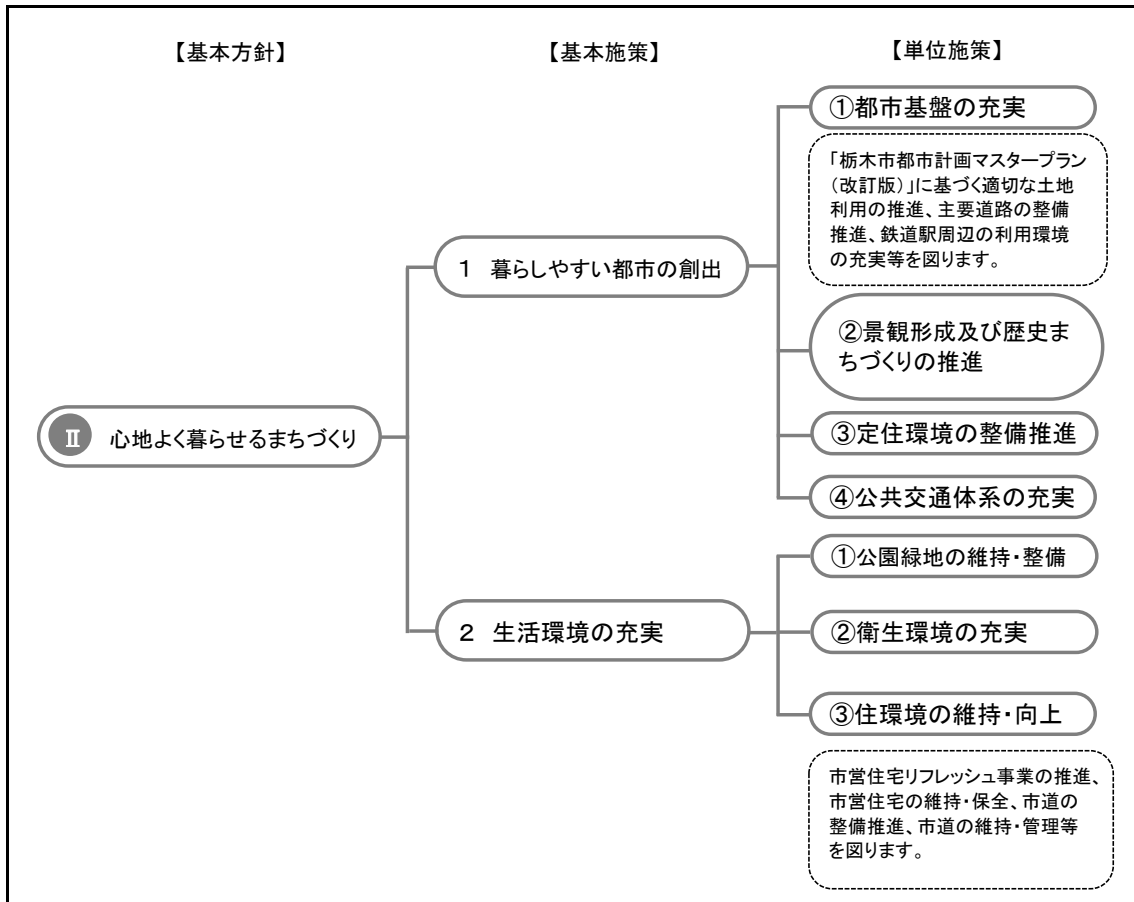 【基本方針】
【基本施策】
【単位施策】
①都市基盤の充実
「栃木市都市計画マスタープラン
(改訂版)」に基づく適切な土地
利用の推進、主要道路の整備
推進、鉄道駅周辺の利用環境
の充実等を図ります。
1 暮らしやすい都市の創出
②景観形成及び歴史ま
ちづくりの推進
Ⅱ 心地よく暮らせるまちづくり
③定住環境の整備推進
④公共交通体系の充実
①公園緑地の維持・整備
2 生活環境の充実
②衛生環境の充実
③住環境の維持・向上
市営住宅リフレッシュ事業の推進、
市営住宅の維持・保全、市道の
整備推進、市道の維持・管理等
を図ります。